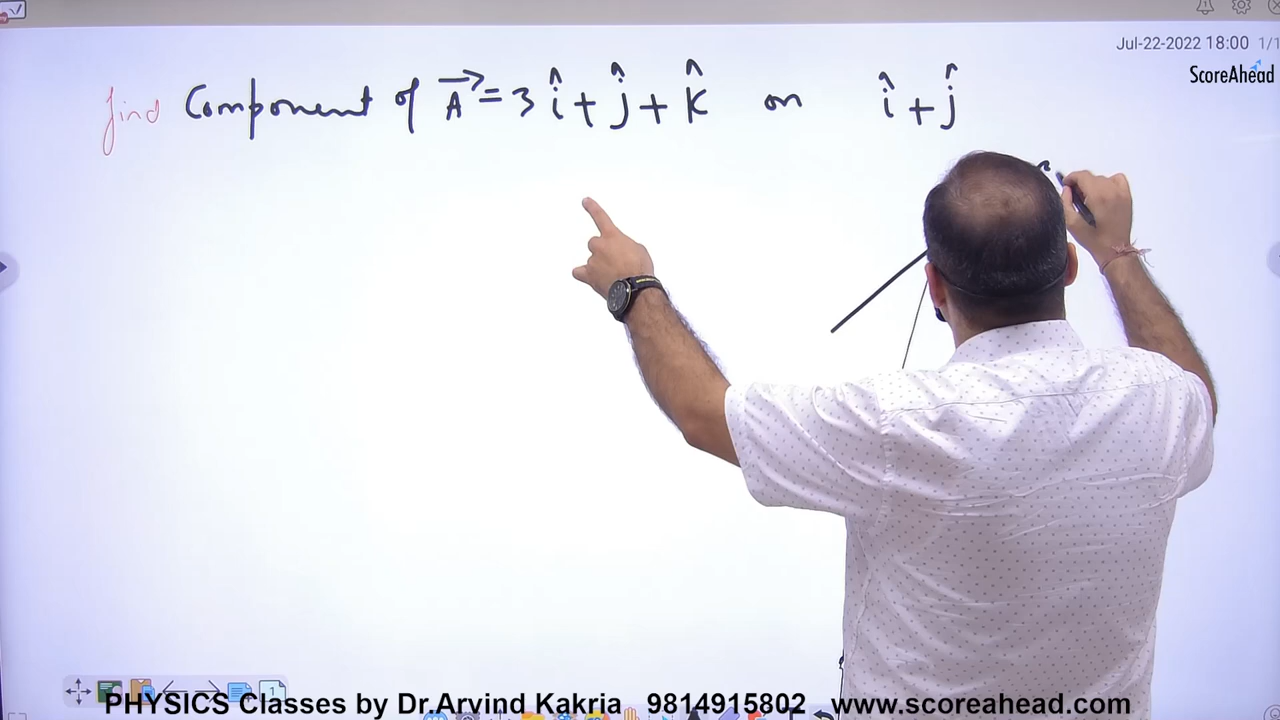 Jul-22-2022 18:00 1/1
ScoreAhead
find Component of A⃗ = 3î + ĵ + k̂ on î + ĵ
1
PHYSICS Classes by Dr.Arvind Kakria 9814915802 www.scoreahead.com